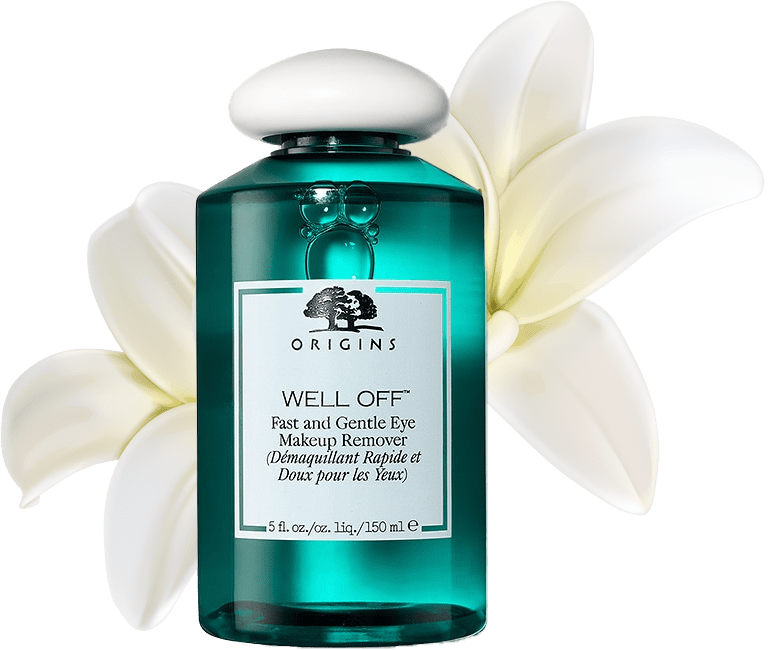 ORIGINS
WELL OFF™
Fast and Gentle Eye
Makeup Remover
(Démaquillant Rapide et
Doux pour les Yeux)
5 fl. oz./oz. liq./150 ml ℮